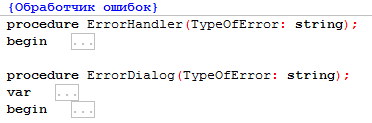 {Обработчик ошибок}
procedure ErrorHandler(TypeOfError: string);
begin ...
procedure ErrorDialog(TypeOfError: string);
var ...
begin ...